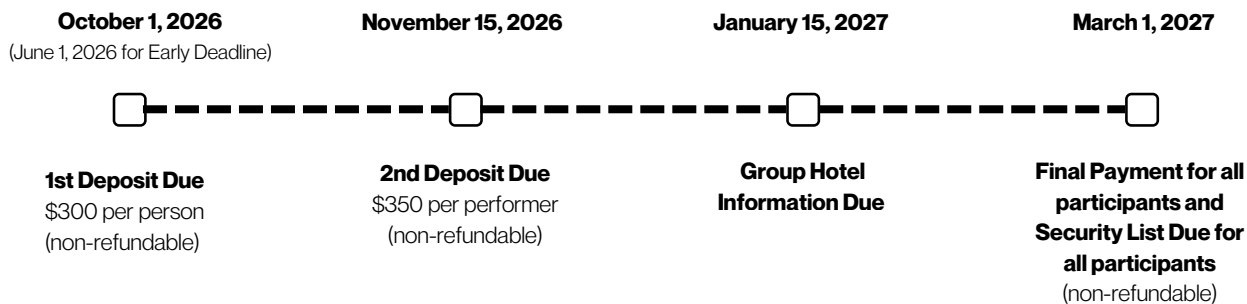 October 1, 2026
(June 1, 2026 for Early Deadline)
November 15, 2026
January 15, 2027
March 1, 2027
1st Deposit Due
$300 per person
(non-refundable)
2nd Deposit Due
$350 per performer
(non-refundable)
Group Hotel
Information Due
Final Payment for all
participants and
Security List Due for
all participants
(non-refundable)